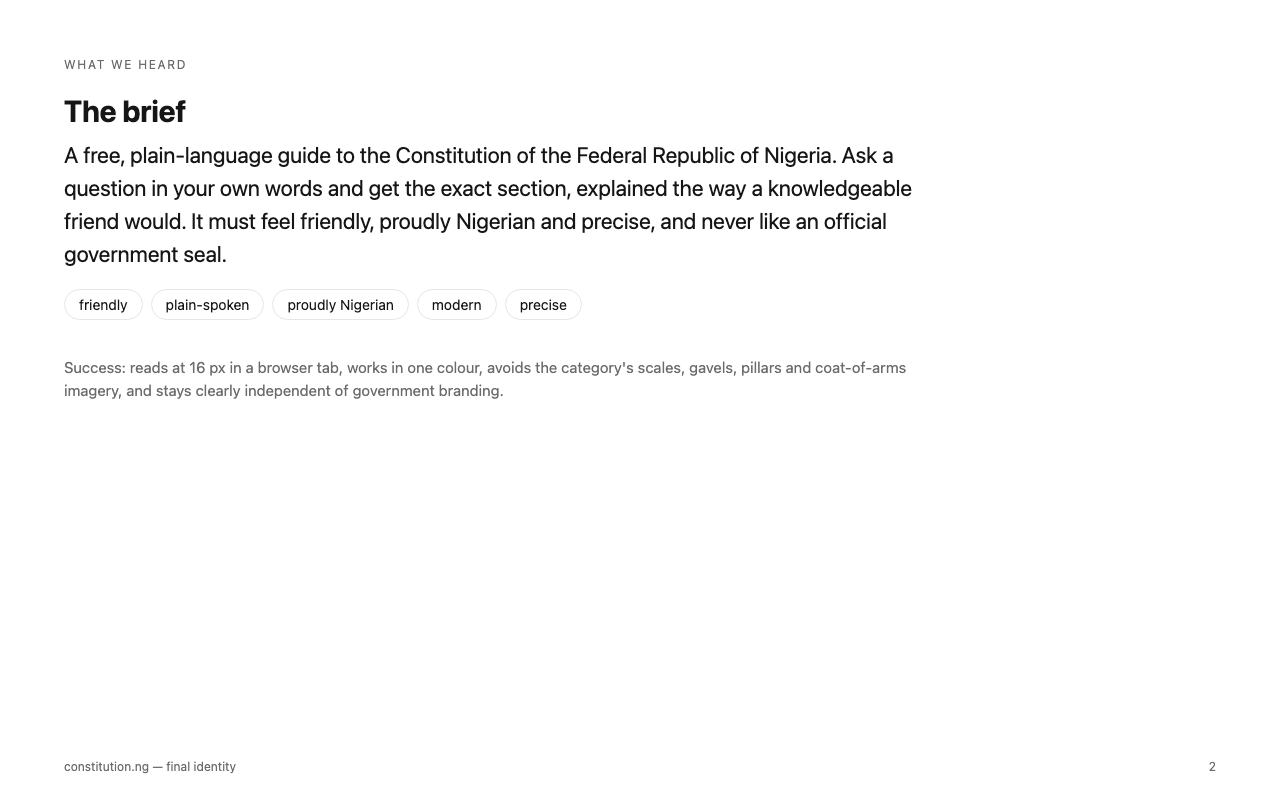 WHAT WE HEARD
The brief
A free, plain-language guide to the Constitution of the Federal Republic of Nigeria. Ask a
question in your own words and get the exact section, explained the way a knowledgeable
friend would. It must feel friendly, proudly Nigerian and precise, and never like an official
government seal.
friendly plain-spoken proudly Nigerian modern precise
Success: reads at 16 px in a browser tab, works in one colour, avoids the category's scales, gavels, pillars and coat-of-arms
imagery, and stays clearly independent of government branding.
constitution.ng — final identity 2